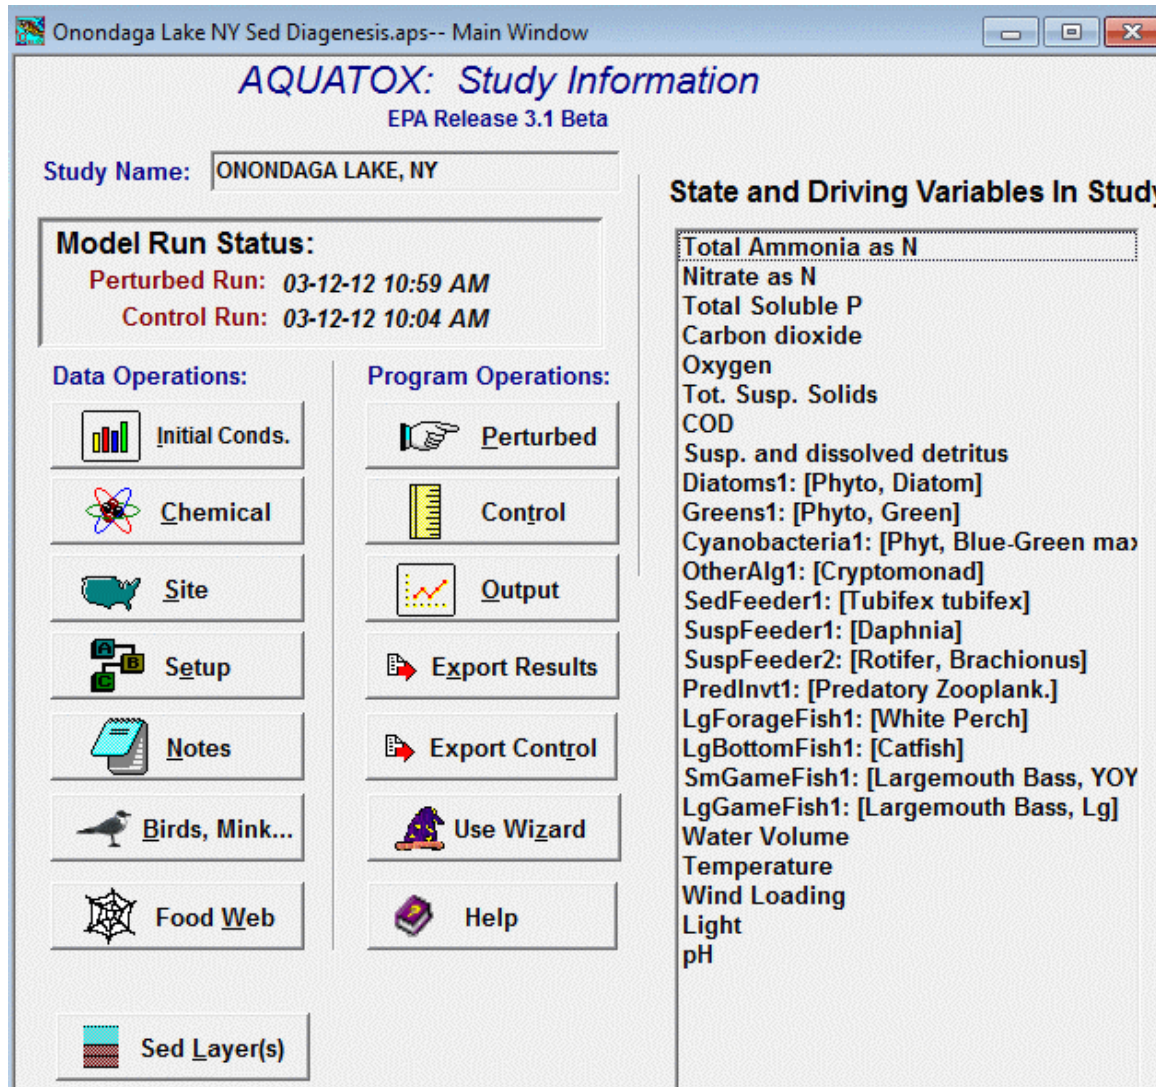 Onondaga Lake NY Sed Diagenesis.aps-- Main Window
AQUATOX: Study Information
EPA Release 3.1 Beta
Study Name: ONONDAGA LAKE, NY
Model Run Status:
Perturbed Run: 03-12-12 10:59 AM
Control Run: 03-12-12 10:04 AM
Data Operations:
Initial Conds.
Chemical
Site
A
B
C
Setup
Notes
Birds, Mink...
Food Web
Sed Layer(s)
Program Operations:
Perturbed
Control
Output
Export Results
Export Control
Use Wizard
Help
State and Driving Variables In Study
Total Ammonia as N
Nitrate as N
Total Soluble P
Carbon dioxide
Oxygen
Tot. Susp. Solids
COD
Susp. and dissolved detritus
Diatoms1: [Phyto, Diatom]
Greens1: [Phyto, Green]
Cyanobacteria1: [Phyt, Blue-Green max
OtherAlg1: [Cryptomonad]
SedFeeder1: [Tubifex tubifex]
SuspFeeder1: [Daphnia]
SuspFeeder2: [Rotifer, Brachionus]
PredInvt1: [Predatory Zooplank.]
LgForageFish1: [White Perch]
LgBottomFish1: [Catfish]
SmGameFish1: [Largemouth Bass, YOY
LgGameFish1: [Largemouth Bass, Lg]
Water Volume
Temperature
Wind Loading
Light
pH